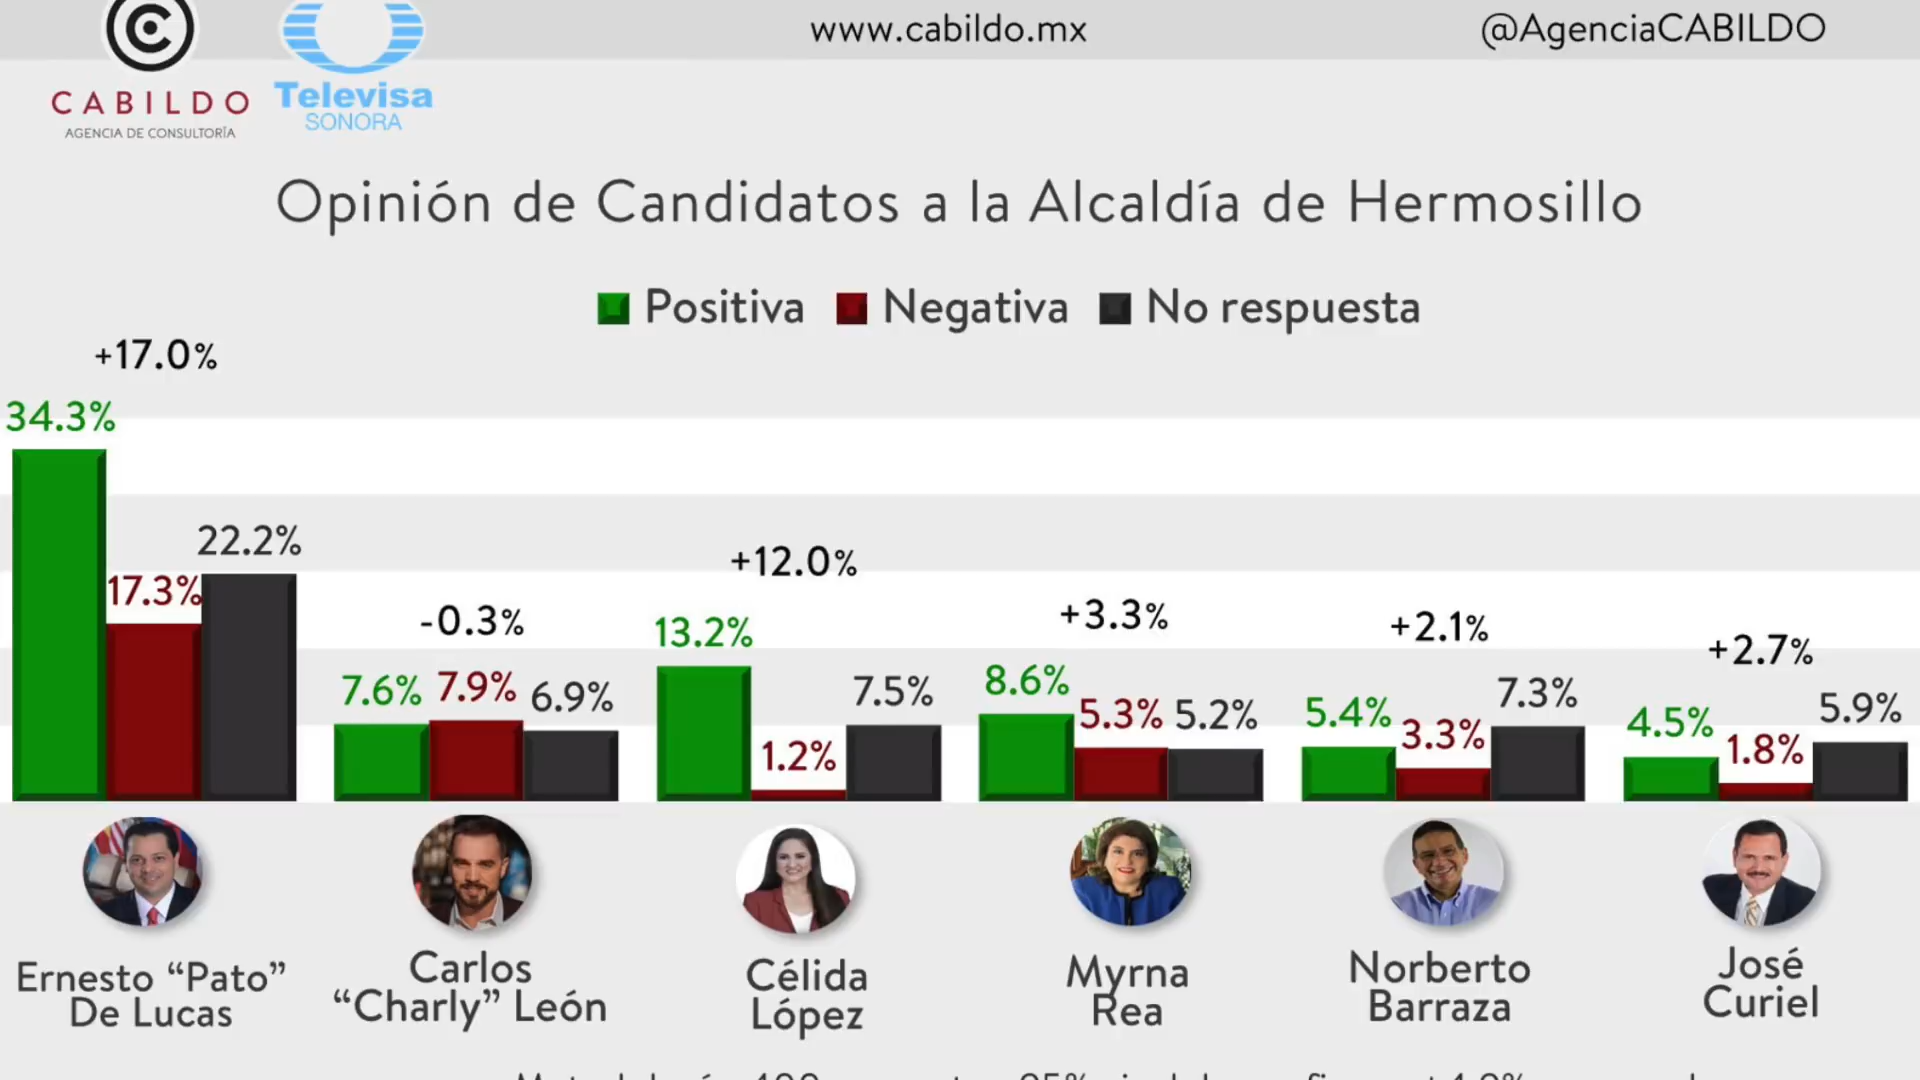 www.cabildo.mx
@AgenciaCABILDO
CABILDO
AGENCIA DE CONSULTORÍA
Televisa
SONORA
Opinión de Candidatos a la Alcaldía de Hermosillo
Positiva Negativa No respuesta
+17.0%
34.3% 17.3% 22.2%
-0.3%
7.6% 7.9% 6.9%
+12.0%
13.2% 1.2% 7.5%
+3.3%
8.6% 5.3% 5.2%
+2.1%
5.4% 3.3% 7.3%
+2.7%
4.5% 1.8% 5.9%
Ernesto “Pato”
De Lucas
Carlos
“Charly” León
Célida
López
Myrna
Rea
Norberto
Barraza
José
Curiel